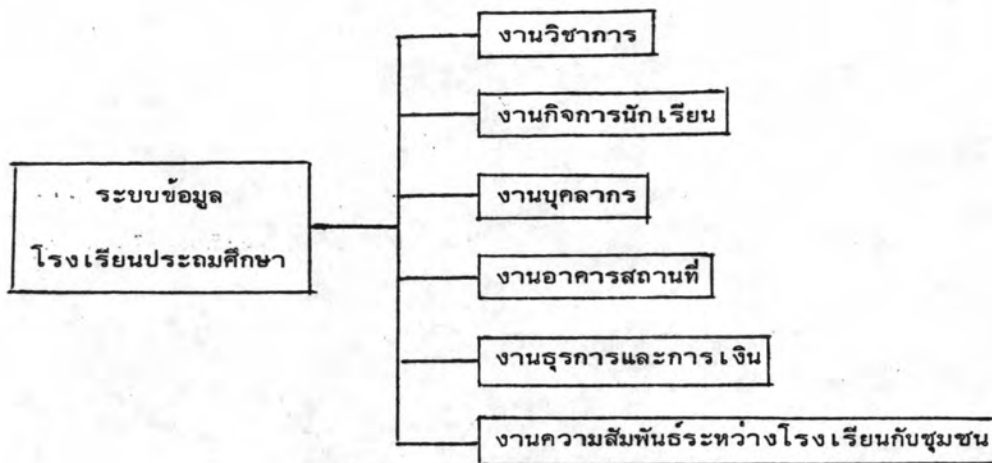 งานวิชาการ
งานกิจการนักเรียน
งานบุคลากร
ระบบข้อมูล
โรงเรียนประถมศึกษา
งานอาคารสถานที่
งานธุรการและการเงิน
งานความสัมพันธ์ระหว่างโรงเรียนกับชุมชน